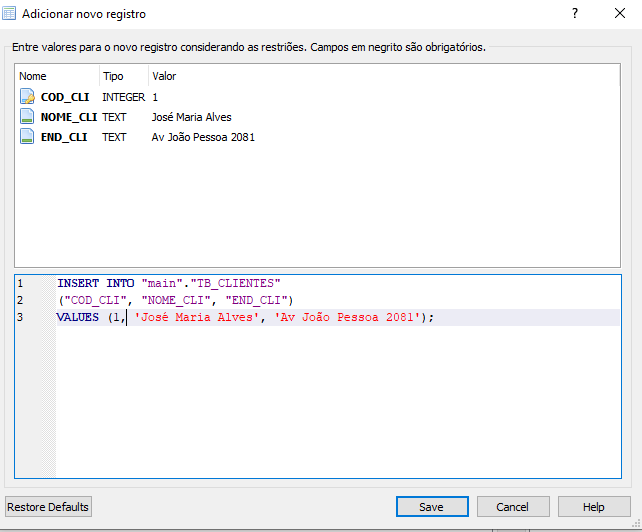 Adicionar novo registro
Entre valores para o novo registro considerando as restriões. Campos em negrito são obrigatórios.
Nome Tipo Valor
COD_CLI INTEGER 1
NOME_CLI TEXT José Maria Alves
END_CLI TEXT Av João Pessoa 2081
1 INSERT INTO "main"."TB_CLIENTES"
2 ("COD_CLI", "NOME_CLI", "END_CLI")
3 VALUES (1, 'José Maria Alves', 'Av João Pessoa 2081');
Restore Defaults Save Cancel Help